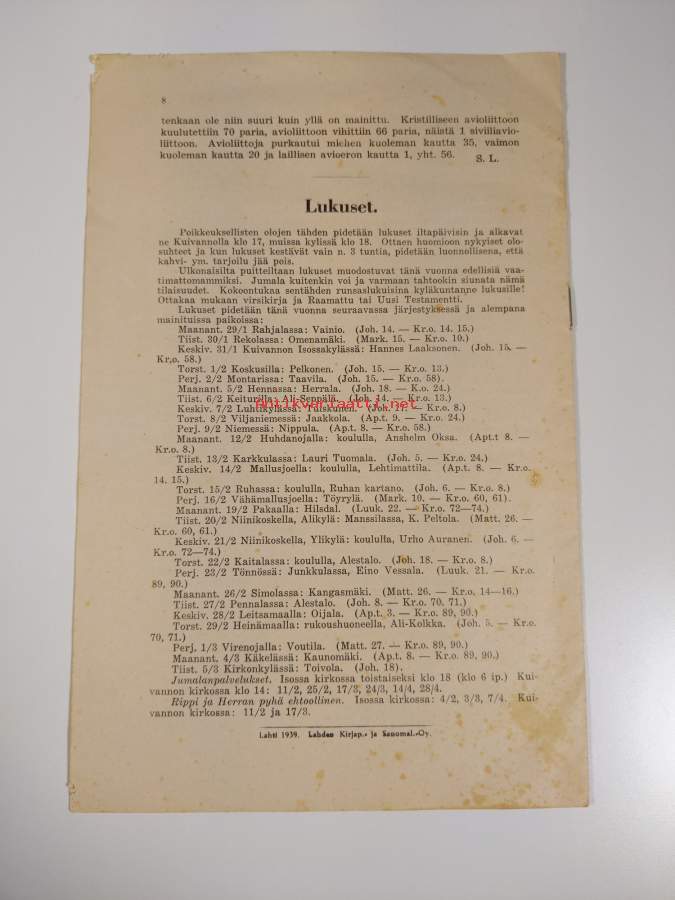 8
tenkaan ole niin suuri kuin yllä on mainittu. Kristilliseen avioliittoon
kuulutettiin 70 paria, avioliittoon vihittiin 66 paria, näistä 1 siviiliavio-
liittoon. Avioliittoja purkautui miehen kuoleman kautta 35, vaimon
kuoleman kautta 20 ja laillisen avioeron kautta 1, yht. 56.
S. L.
Lukuset.
Poikkeuksellisten olojen tähden pidetään lukuset iltapäivisin ja alkavat
ne Kuivannolla klo 17, muissa kylissä klo 18. Ottaen huomioon nykyiset olo-
suhteet ja kun lukuset kestävät vain n. 3 tuntia, pidetään luonnollisena, että
kahvi- ym. tarjoilu jää pois.
Ulkonaisilta puitteiltaan lukuset muodostuvat tänä vuonna edellisiä vaa-
timattomammiksi. Jumala kuitenkin voi ja varmaan tahtookin siunata nämä
tilaisuudet. Kokoontukna sentähden runsaslukuisina kyläkuntanne lukusille!
Ottakaa mukaan virsikirja ja Raamattu tai Uusi Testamentti.
Lukuset pidetään tänä vuonna seuraavassa järjestyksessä ja alempana
mainituissa paikoissa:
Maanant. 29/1 Rahjalassa: Vainio. (Joh. 14. — Kr.o. 14. 15.)
Tiist. 30/1 Rekolassa: Omenamäki. (Mark. 15. — Kr.o. 10.)
Keskiv. 31/1 Kuivannon Isossakylässä: Hannes Laaksonen. (Joh. 15. —
Kr.o. 58.)
Torst. 1/2 Koskusilla: Pelkonen. (Joh. 15. — Kr.o. 13.)
Perj. 2/2 Montarissa: Taavila. (Joh. 15. — Kr.o. 58).
Maanant. 5/2 Hennassa: Herrala. (Joh. 18. — K.o. 24.)
Tiist. 6/2 Keiturilla: Ali-Seppälä. (Joh. 14. — Kr.o. 13.)
Keskiv. 7/2 Luhtikylässä: Tulskunen. (Joh. 17. — Kr.o. 8.)
antikvariaatti.net
Torst. 8/2 Viljaniemessä: Jaakkola. (Ap.t. 9. — Kr.o. 24.)
Perj. 9/2 Niemessä: Nippula. (Ap.t. 8. — Kr.o. 58.)
Maanant. 12/2 Huhdanojalla: koululla, Anshelm Oksa. (Apt.t 8. —
Kr.o. 8.)
Tiist. 13/2 Karkkulassa: Lauri Tuomala. (Joh. 5. — Kr.o. 24.)
Keskiv. 14/2 Mallusjoella: koululla, Lehtimattila. (Ap.t. 8. — Kr.o.
14. 15.)
Torst. 15/2 Ruhassa: koululla, Ruhan kartano. (Joh. 6. — Kr.o. 8.)
Perj. 16/2 Vähämallusjoella: Töyrylä. (Mark. 10. — Kr.o. 60, 61).
Maanant. 19/2 Pakaalla: Hilsdal. (Luuk. 22. — Kr.o. 72—74.)
Tiist. 20/2 Niinikoskella, Alikylä: Manssilassa, K. Peltola. (Matt. 26. —
Kr.o. 60, 61.)
Keskiv. 21/2 Niinikoskella, Ylikylä: koululla, Urho Auranen. (Joh. 6. —
Kr.o. 72—74.)
Torst. 22/2 Kaitalassa: koululla, Alestalo. (Joh. 18. — Kr.o. 8.)
Perj. 23/2 Tönnössä: Junkkulassa, Eino Vessala. (Luuk. 21. — Kr.o.
89, 90.)
Maanant. 26/2 Simolassa: Kangasmäki. (Matt. 26. — Kr.o. 14—16.)
Tiist. 27/2 Pennalassa: Alestalo. (Joh. 8. — Kr.o. 70, 71.)
Keskiv. 28/2 Leitsamaalla: Oijala. (Ap.t. 3. — Kr.o. 89, 90.)
Torst. 29/2 Heinämaalla: rukoushuoneella, Ali-Kolkka. (Joh. 5. — Kr.o.
70, 71.)
Perj. 1/3 Virenojalla: Voutila. (Matt. 27. — Kr.o. 89, 90.)
Maanant. 4/3 Käkelässä: Kaunomäki. (Ap.t. 8. — Kr.o. 89, 90.)
Tiist. 5/3 Kirkonkylässä: Toivola. (Joh. 18).
Jumalanpalvelukset. Isossa kirkossa toistaiseksi klo 18 (klo 6 ip.) Kui-
vannon kirkossa klo 14: 11/2, 25/2, 17/3, 24/3, 14/4, 28/4.
Rippi ja Herran pyhä ehtoollinen. Isossa kirkossa: 4/2, 3/3, 7/4. Kui-
vannon kirkossa: 11/2 ja 17/3.
Lahti 1939. Lahden Kirjap.- ja Sanomal.-Oy.